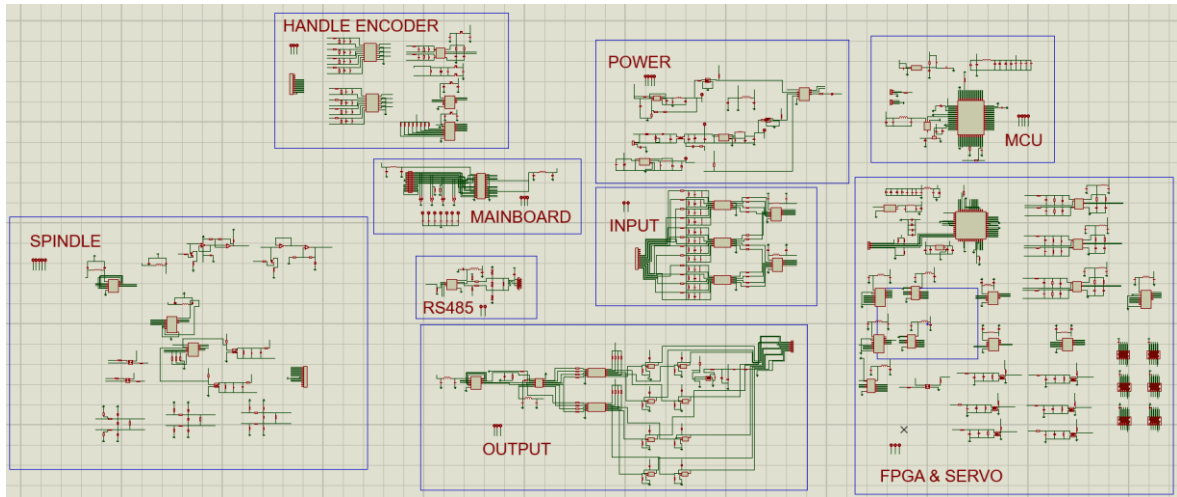 HANDLE ENCODER
POWER
MCU
MAINBOARD
INPUT
SPINDLE
RS485
OUTPUT
FPGA & SERVO